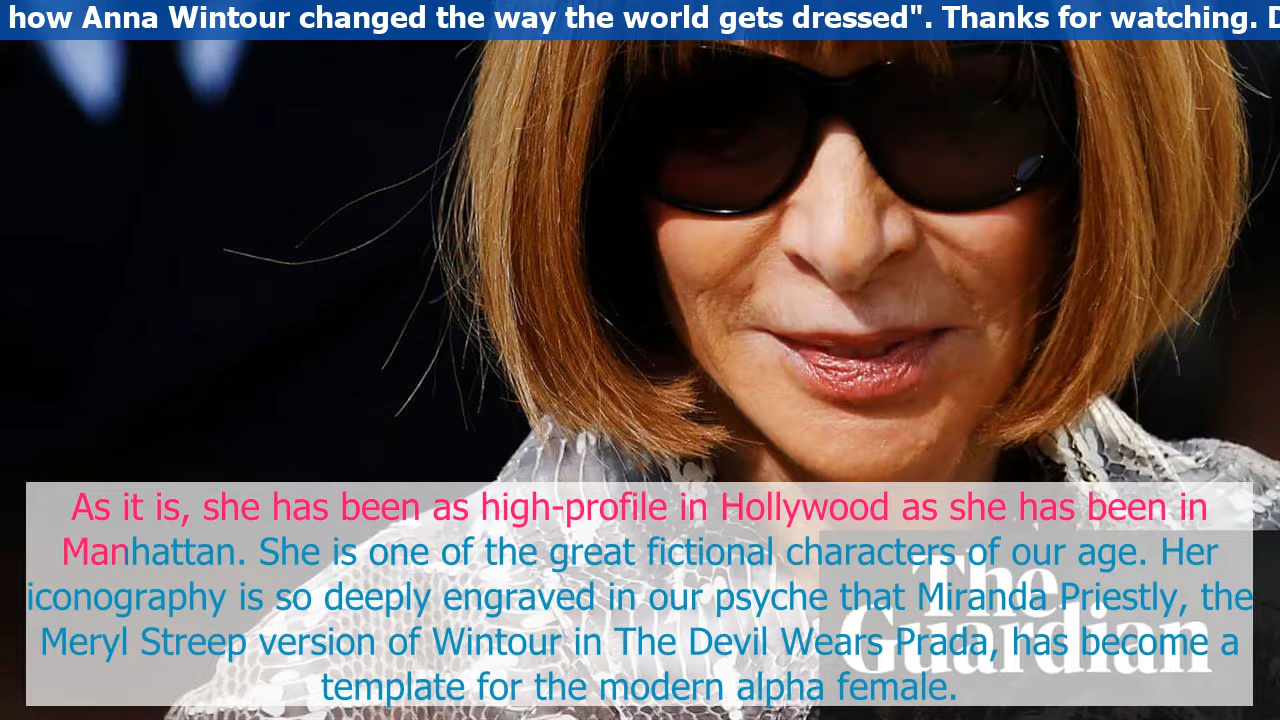 how Anna Wintour changed the way the world gets dressed". Thanks for watching. D
As it is, she has been as high-profile in Hollywood as she has been in
Manhattan. She is one of the great fictional characters of our age. Her
iconography is so deeply engraved in our psyche that Miranda Priestly, the
Meryl Streep version of Wintour in The Devil Wears Prada, has become a
template for the modern alpha female.
The
Guardian